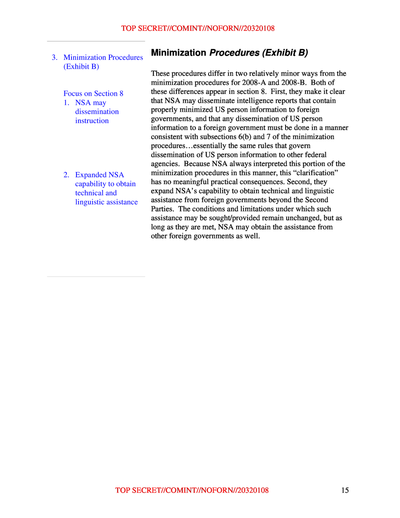 TOP SECRET//COMINT//NOFORN//20320108
3. Minimization Procedures
(Exhibit B)
Focus on Section 8
1. NSA may
dissemination
instruction
2. Expanded NSA
capability to obtain
technical and
linguistic assistance
Minimization Procedures (Exhibit B)
These procedures differ in two relatively minor ways from the
minimization procedures for 2008-A and 2008-B. Both of
these differences appear in section 8. First, they make it clear
that NSA may disseminate intelligence reports that contain
properly minimized US person information to foreign
governments, and that any dissemination of US person
information to a foreign government must be done in a manner
consistent with subsections 6(b) and 7 of the minimization
procedures…essentially the same rules that govern
dissemination of US person information to other federal
agencies. Because NSA always interpreted this portion of the
minimization procedures in this manner, this “clarification”
has no meaningful practical consequences. Second, they
expand NSA’s capability to obtain technical and linguistic
assistance from foreign governments beyond the Second
Parties. The conditions and limitations under which such
assistance may be sought/provided remain unchanged, but as
long as they are met, NSA may obtain the assistance from
other foreign governments as well.
TOP SECRET//COMINT//NOFORN//20320108
15